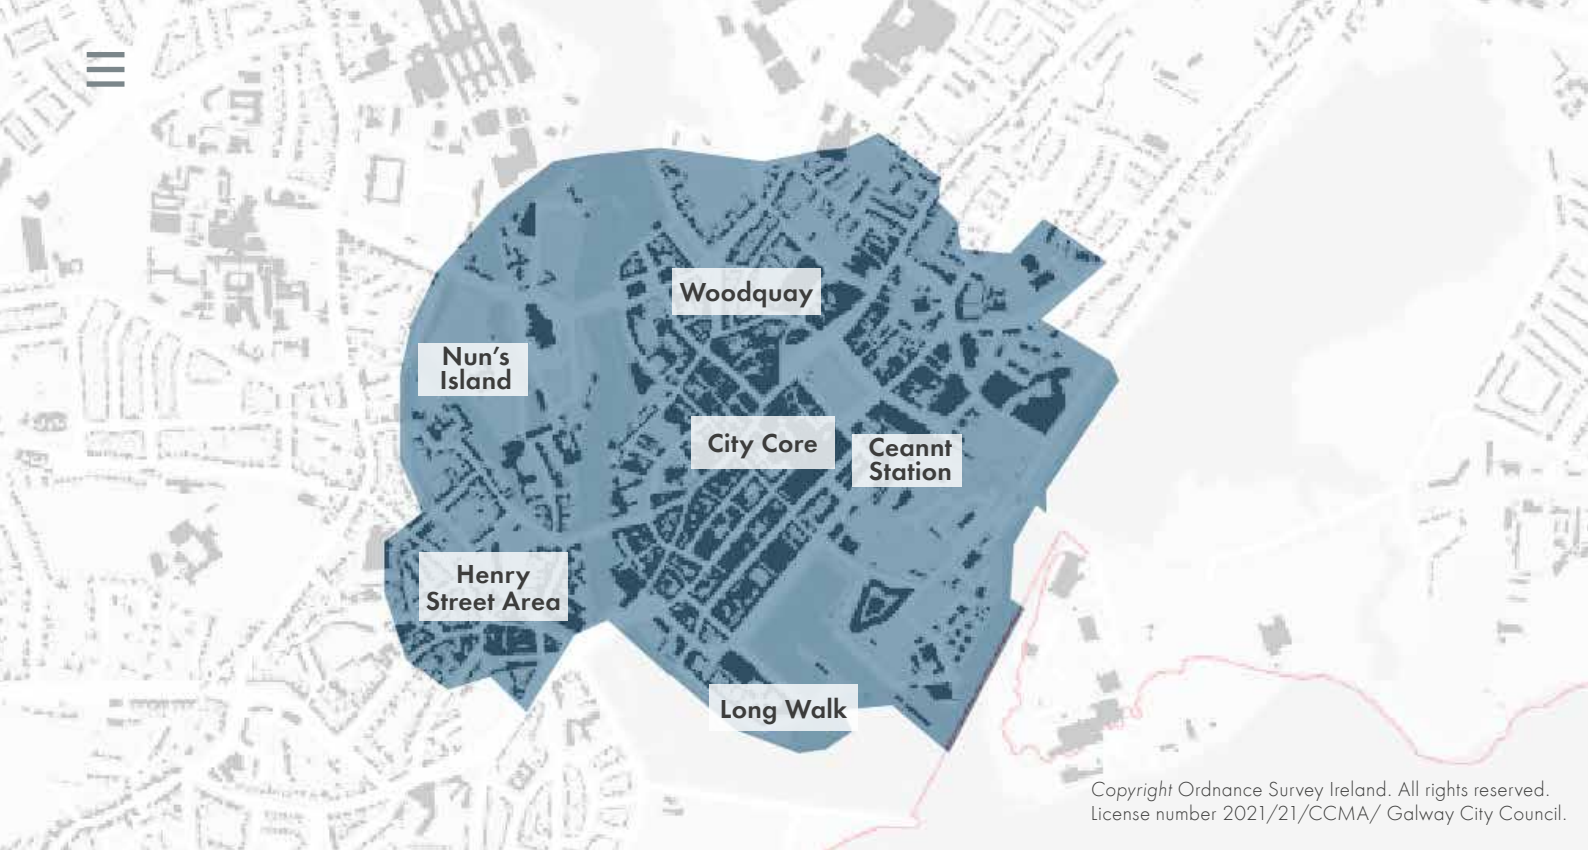 Woodquay
Nun’s
Island
City Core
Ceannt
Station
Henry
Street Area
Long Walk
Copyright Ordnance Survey Ireland. All rights reserved.
License number 2021/21/CCMA/ Galway City Council.